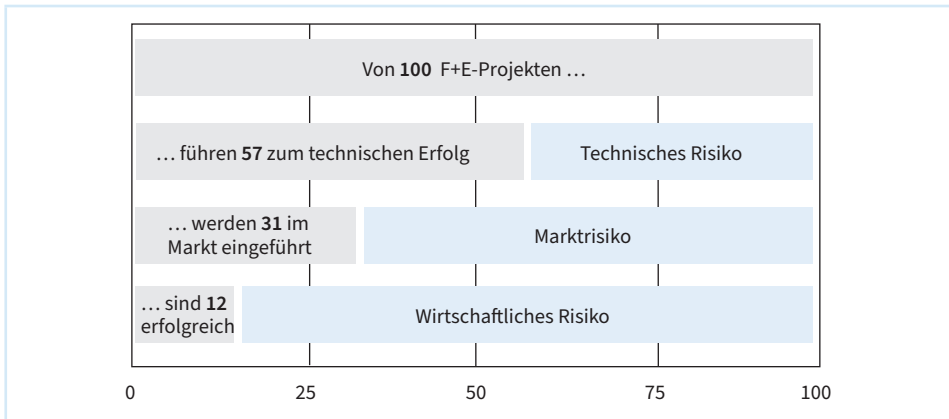 Von 100 F+E-Projekten …
… führen 57 zum technischen Erfolg
Technisches Risiko
… werden 31 im
Markt eingeführt
Marktrisiko
… sind 12
erfolgreich
Wirtschaftliches Risiko
0 25 50 75 100